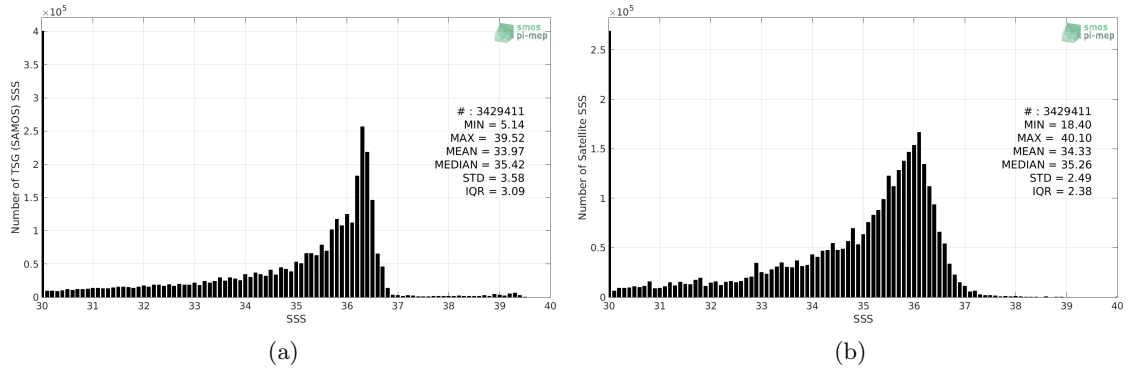 ×10⁵
smos
pi-mep
4
3.5
3
2.5
2
1.5
1
0.5
0
Number of TSG (SAMOS) SSS
# : 3429411
MIN = 5.14
MAX = 39.52
MEAN = 33.97
MEDIAN = 35.42
STD = 3.58
IQR = 3.09
30 31 32 33 34 35 36 37 38 39 40
SSS
(a)
×10⁵
smos
pi-mep
2.5
2
1.5
1
0.5
0
Number of Satellite SSS
# : 3429411
MIN = 18.40
MAX = 40.10
MEAN = 34.33
MEDIAN = 35.26
STD = 2.49
IQR = 2.38
30 31 32 33 34 35 36 37 38 39 40
SSS
(b)